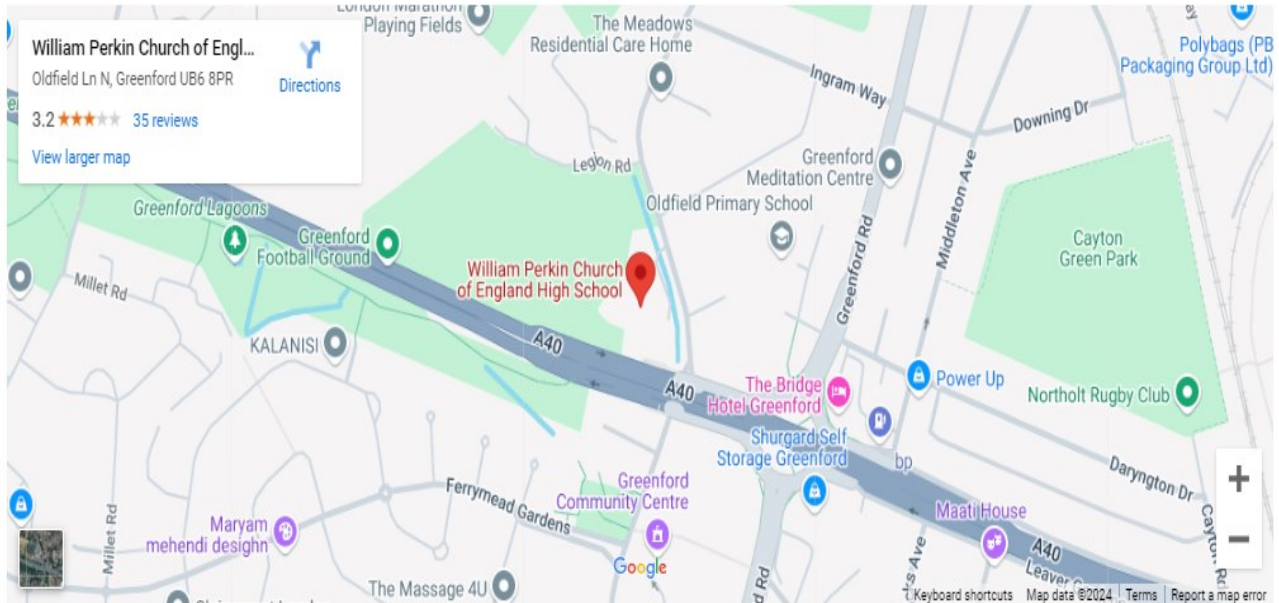 London Marathon
Playing Fields
The Meadows
Residential Care Home
Polybags (PB
Packaging Group Ltd)
William Perkin Church of Engl...
Oldfield Ln N, Greenford UB6 8PR
Directions
3.2
35 reviews
View larger map
Ingram Way
Downing Dr
Legion Rd
Greenford
Meditation Centre
Oldfield Primary School
Middleton Ave
Greenford Rd
Greenford Lagoons
Greenford
Football Ground
Cayton
Green Park
William Perkin Church
of England High School
Millet Rd
KALANISI
A40
A40
The Bridge
Hotel Greenford
Power Up
Northolt Rugby Club
Shurgard Self
Storage Greenford
bp
Daryngton Dr
Greenford
Community Centre
Ferrymead Gardens
Maati House
Maryam
mehendi desighn
Millet Rd
A40
The Massage 4U
Google
Keyboard shortcuts
Map data ©2024
Terms
Report a map error